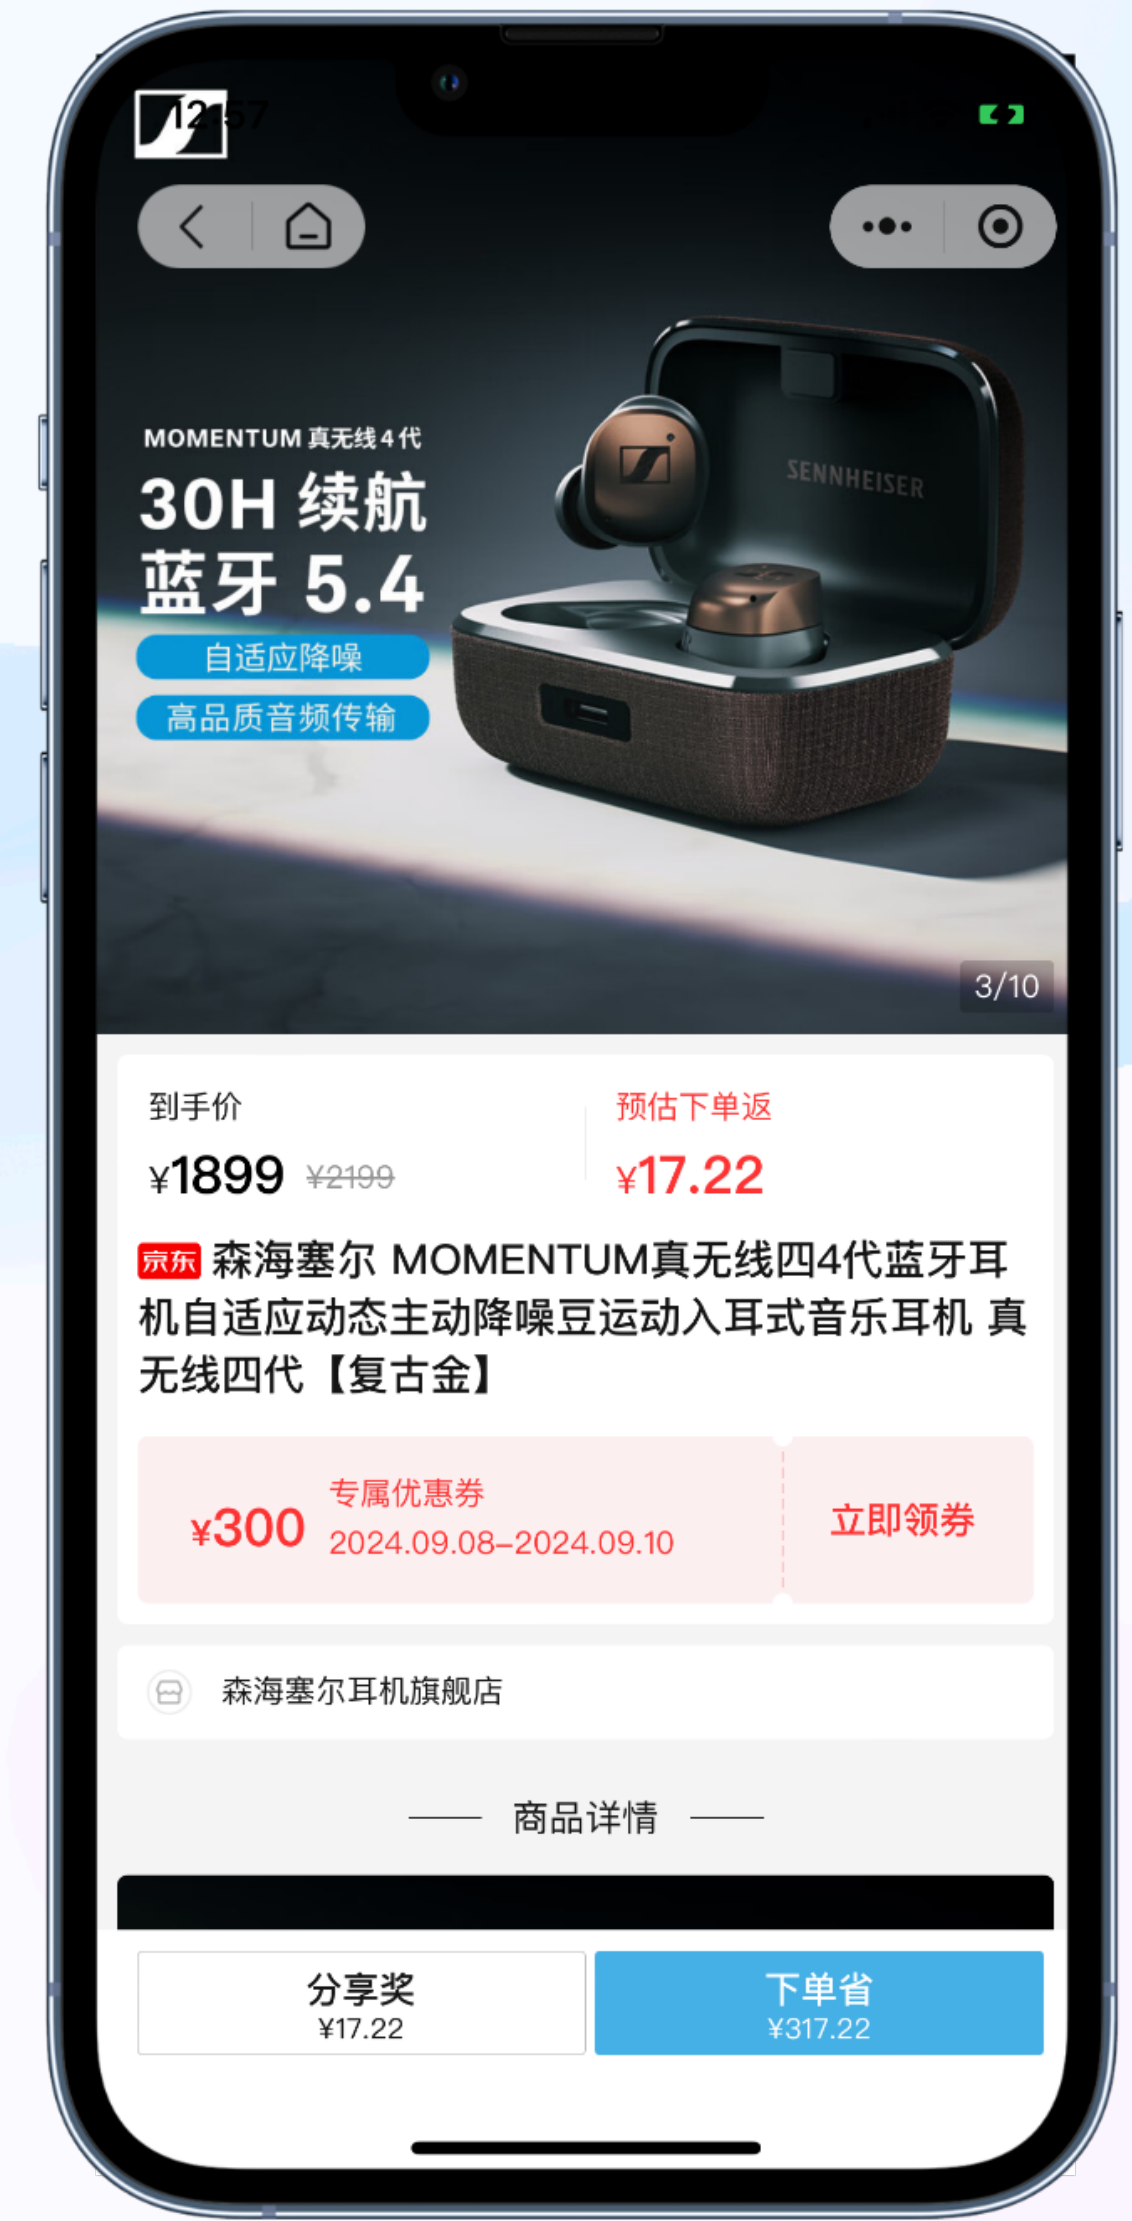 12:57
MOMENTUM 真无线4代
30H 续航
蓝牙 5.4
自适应降噪
高品质音频传输
SENNHEISER
3/10
到手价
预估下单返
¥1899 ¥2199
¥17.22
京东 森海塞尔 MOMENTUM真无线四4代蓝牙耳
机自适应动态主动降噪豆运动入耳式音乐耳机 真
无线四代【复古金】
¥300
专属优惠券
2024.09.08-2024.09.10
立即领券
森海塞尔耳机旗舰店
商品详情
分享奖
¥17.22
下单省
¥317.22